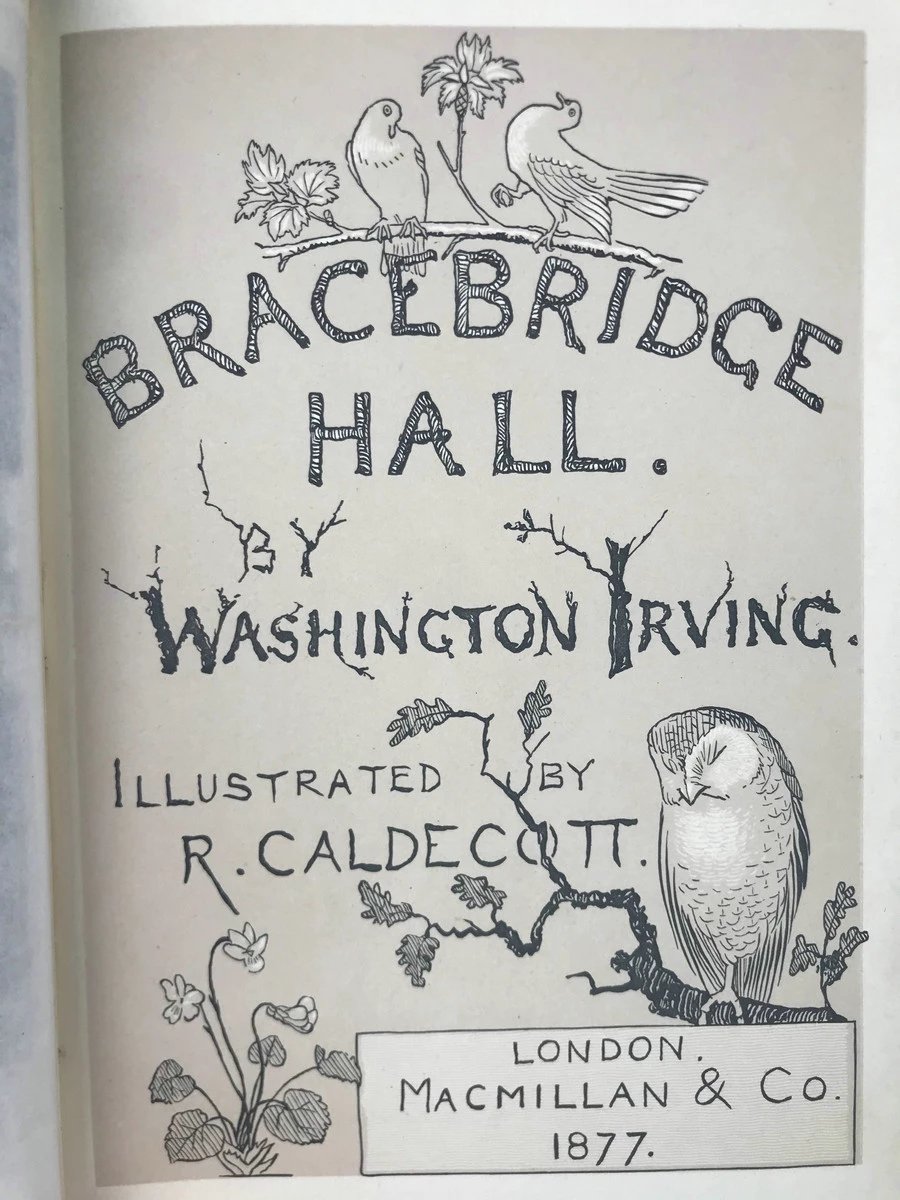 BRACEBRIDGE
HALL.
BY
WASHINGTON IRVING.
ILLUSTRATED BY
R. CALDECOTT.
LONDON.
MACMILLAN & CO.
1877.